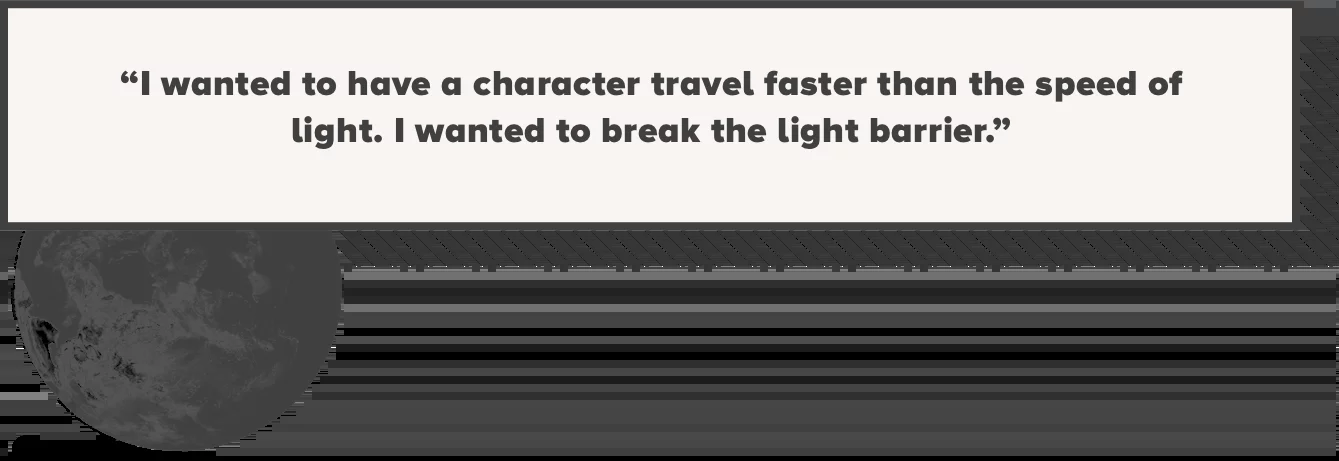 “I wanted to have a character travel faster than the speed of
light. I wanted to break the light barrier.”